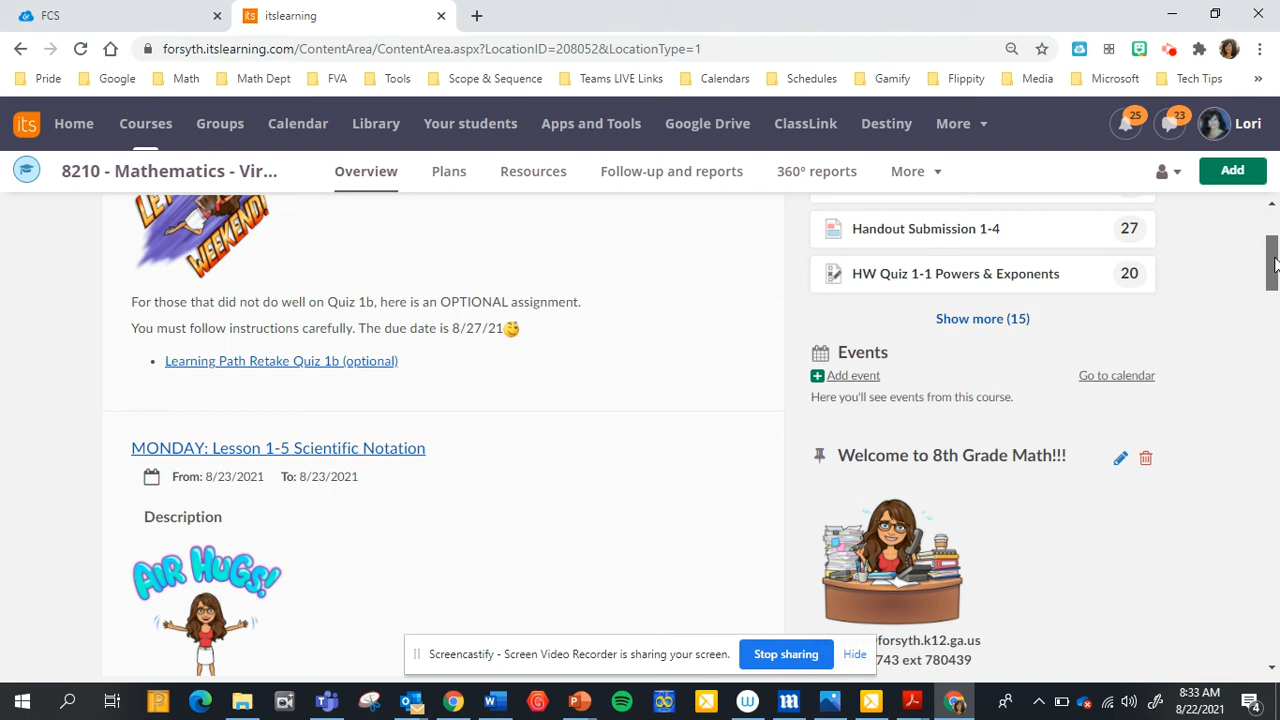 FCS
itslearning
forsyth.itslearning.com/ContentArea/ContentArea.aspx?LocationID=208052&LocationType=1
Pride
Google
Math
Math Dept
FVA
Tools
Scope & Sequence
Teams LIVE Links
Calendars
Schedules
Gamify
Flippity
Media
Microsoft
Tech Tips
its
Home
Courses
Groups
Calendar
Library
Your students
Apps and Tools
Google Drive
ClassLink
Destiny
More
25
23
Lori
8210 - Mathematics - Vir...
Overview
Plans
Resources
Follow-up and reports
360° reports
More
Add
WEEKEND!
For those that did not do well on Quiz 1b, here is an OPTIONAL assignment.
You must follow instructions carefully. The due date is 8/27/21
• Learning Path Retake Quiz 1b (optional)
MONDAY: Lesson 1-5 Scientific Notation
From: 8/23/2021 To: 8/23/2021
Description
AIR HUGS!
Handout Submission 1-4 27
HW Quiz 1-1 Powers & Exponents 20
Show more (15)
Events
Add event
Go to calendar
Here you'll see events from this course.
Welcome to 8th Grade Math!!!
@forsyth.k12.ga.us
743 ext 780439
Screencastify - Screen Video Recorder is sharing your screen.
Stop sharing
Hide
8:33 AM
8/22/2021
4